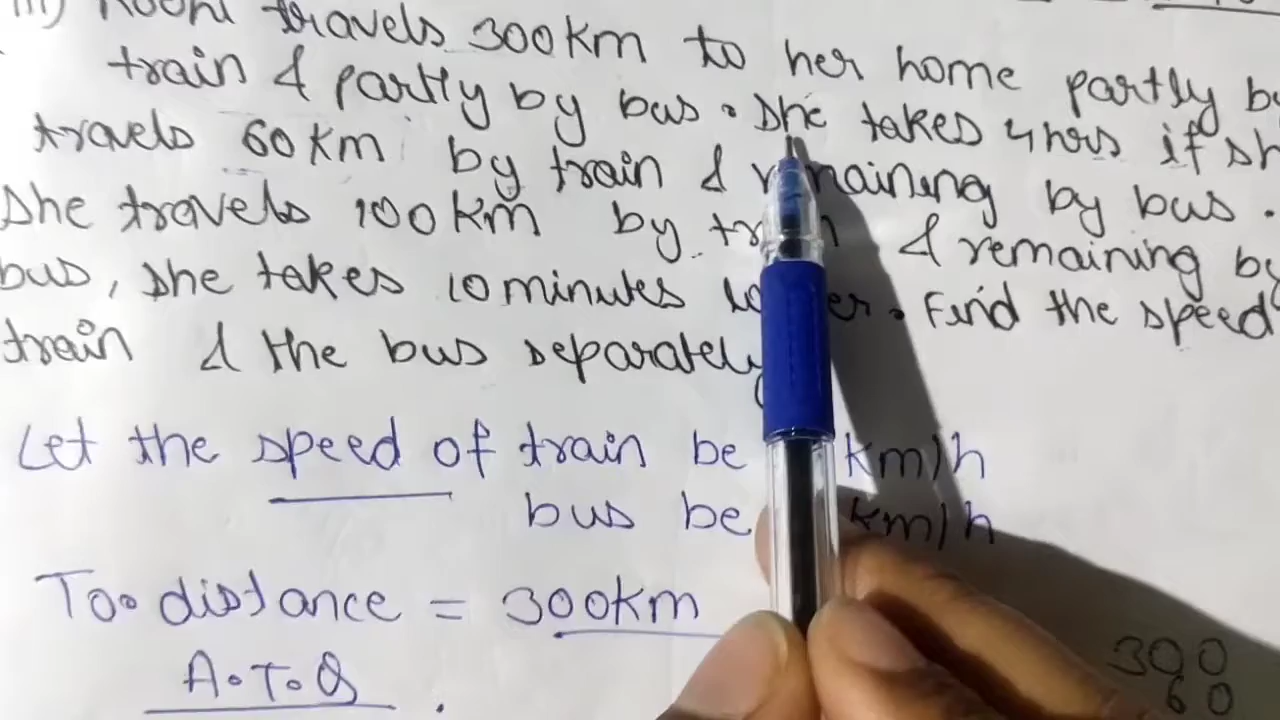 travels 300km to her home partly
train & partly by bus. She takes 4hrs if
travels 60km by train & remaining by bus.
She travels 100km by & remaining by
bus, she takes 10 minutes Find the speed
train & the bus separately
Let the speed of train be km/h
bus be km/h
To. distance = 300km
A.T.Q.
300
60